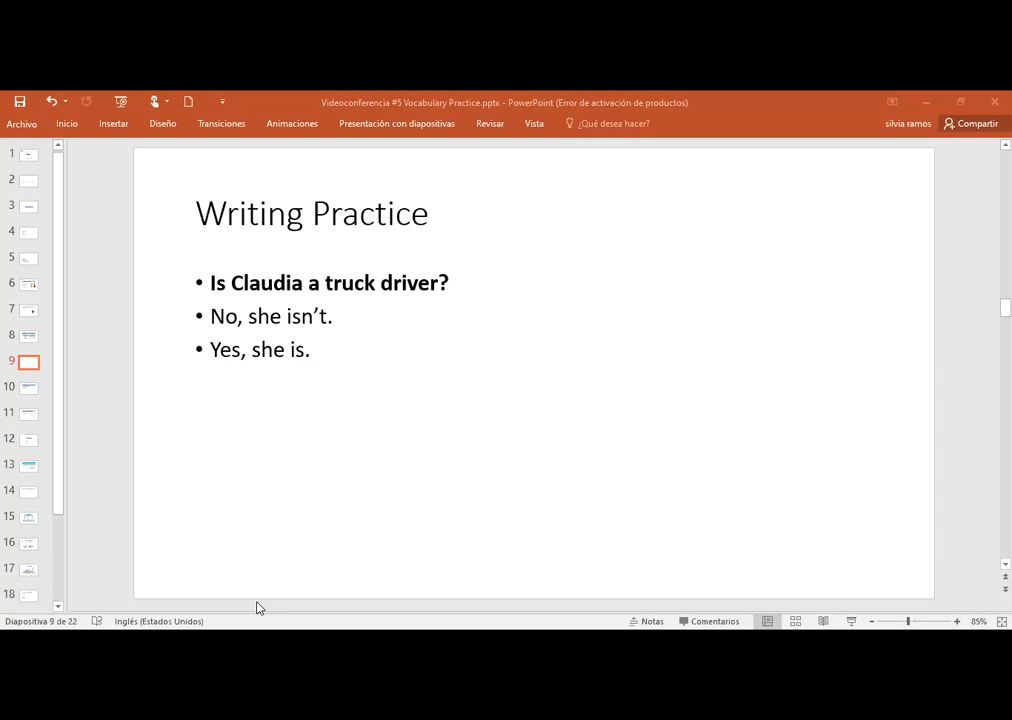 Videoconferencia #5 Vocabulary Practice.pptx - PowerPoint (Error de activación de productos)
Archivo Inicio Insertar Diseño Transiciones Animaciones Presentación con diapositivas Revisar Vista ¿Qué desea hacer? silvia ramos Compartir
1
2
3
4
5
6
7
8
9
10
11
12
13
14
15
16
17
18
Writing Practice
• Is Claudia a truck driver?
• No, she isn’t.
• Yes, she is.
Diapositiva 9 de 22 Inglés (Estados Unidos) Notas Comentarios 85%